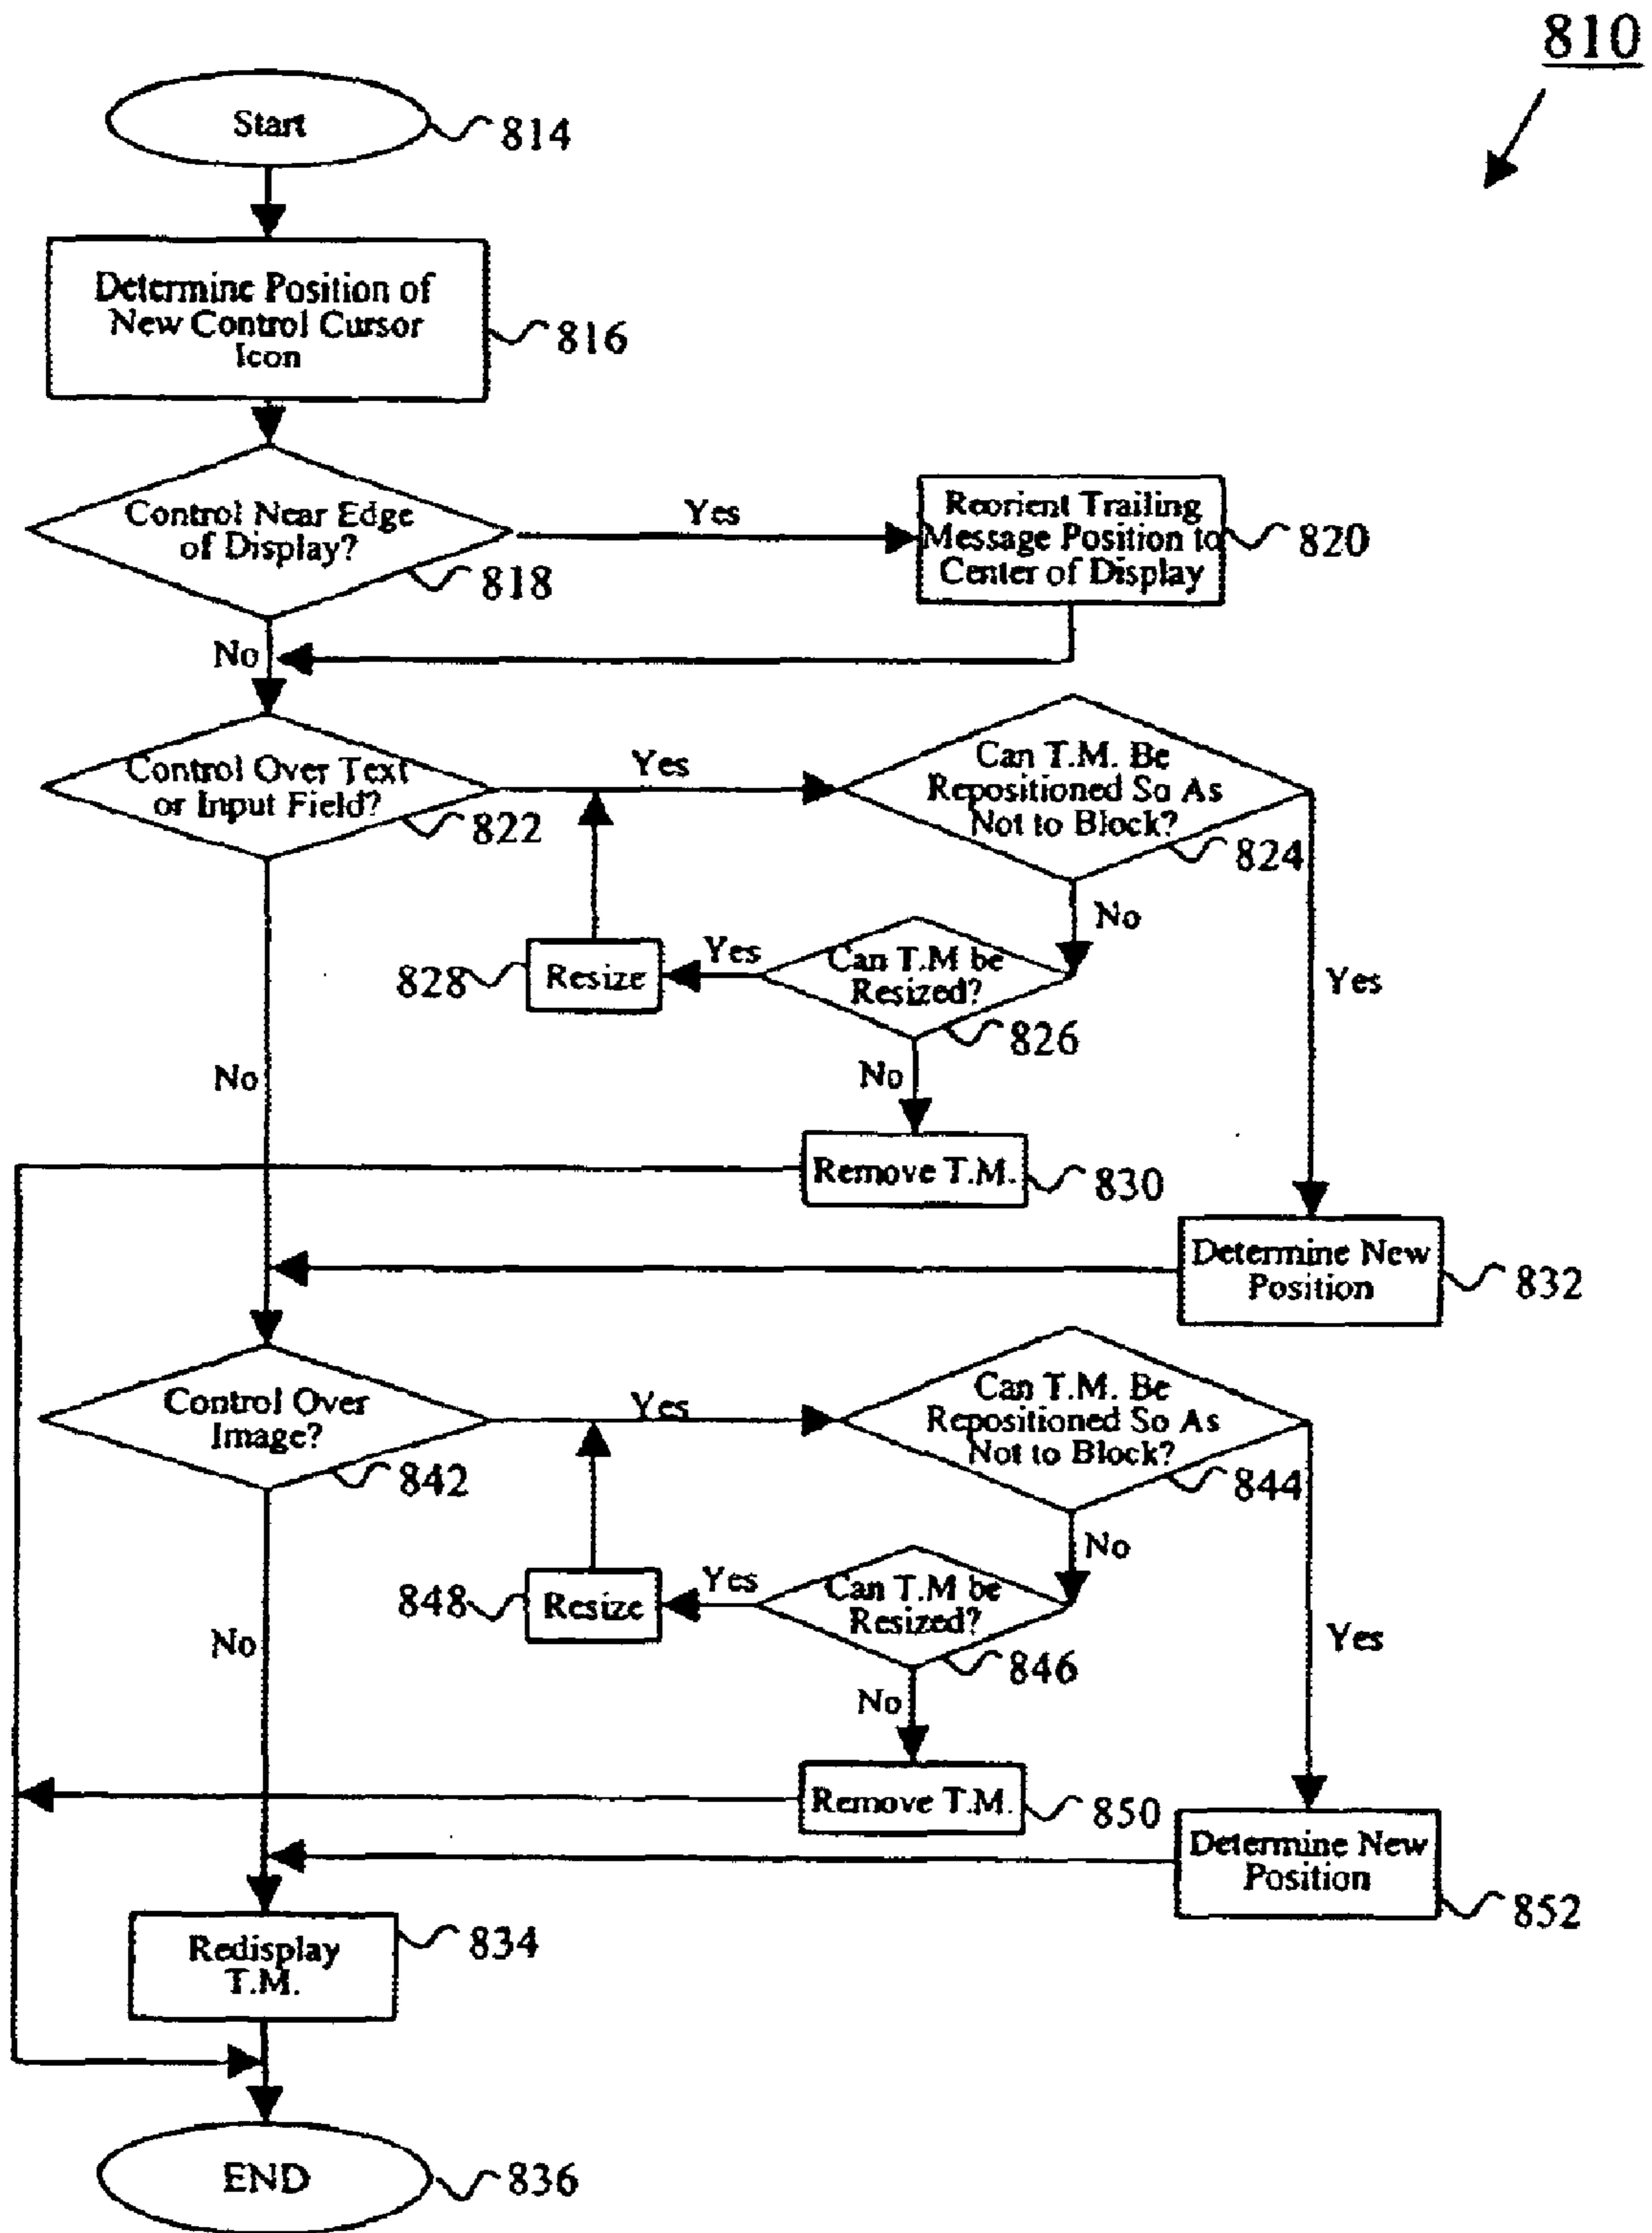 810
Start
814
Determine Position of
New Control Cursor
Icon
816
Control Near Edge
of Display?
818
Yes
Reorient Trailing
Message Position to
Center of Display
820
No
Control Over Text
or Input Field?
822
Yes
Can T.M. Be
Repositioned So As
Not to Block?
824
No
Can T.M be
Resized?
826
Yes
Resize
828
Yes
No
No
Remove T.M.
830
Determine New
Position
832
Control Over
Image?
842
Yes
Can T.M. Be
Repositioned So As
Not to Block?
844
No
Can T.M be
Resized?
846
Yes
Resize
848
Yes
No
No
Remove T.M.
850
Determine New
Position
852
Redisplay
T.M.
834
END
836